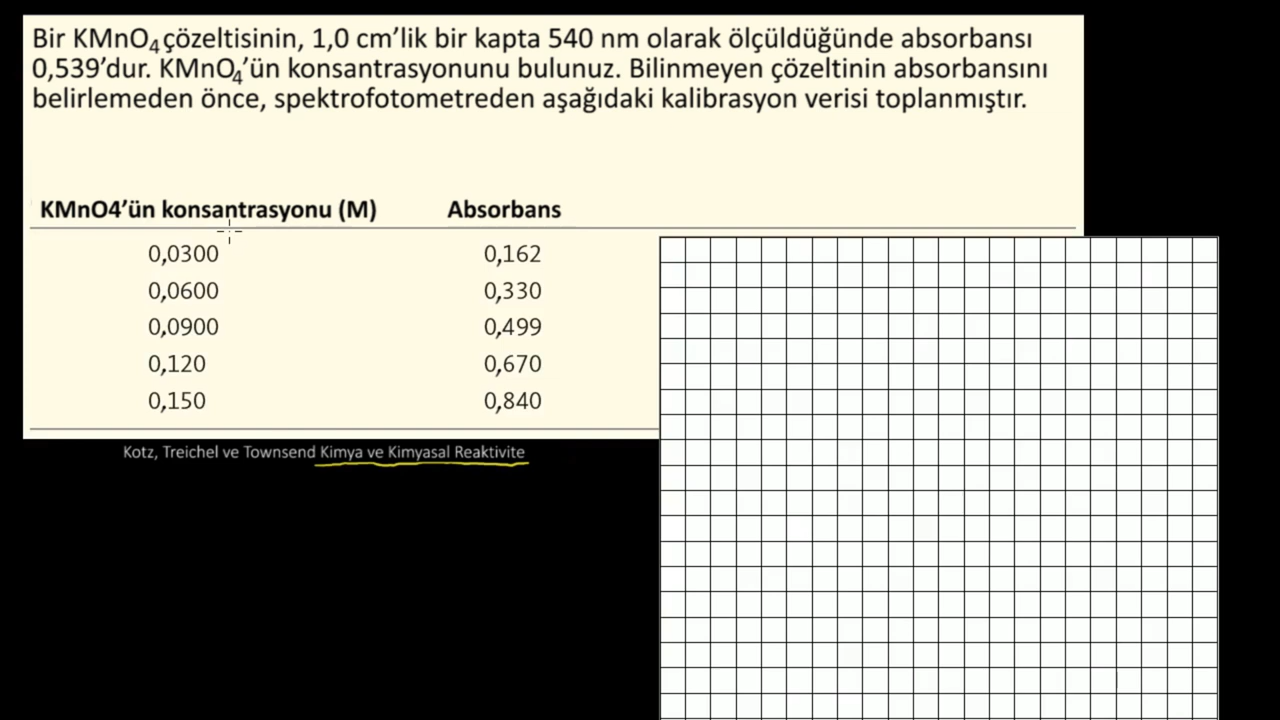 Bir KMnO4 çözeltisinin, 1,0 cm’lik bir kapta 540 nm olarak ölçüldüğünde absorbansı
0,539’dur. KMnO4’ün konsantrasyonunu bulunuz. Bilinmeyen çözeltinin absorbansını
belirlemeden önce, spektrofotometreden aşağıdaki kalibrasyon verisi toplanmıştır.
KMnO4’ün konsantrasyonu (M) Absorbans
0,0300 0,162
0,0600 0,330
0,0900 0,499
0,120 0,670
0,150 0,840
Kotz, Treichel ve Townsend Kimya ve Kimyasal Reaktivite